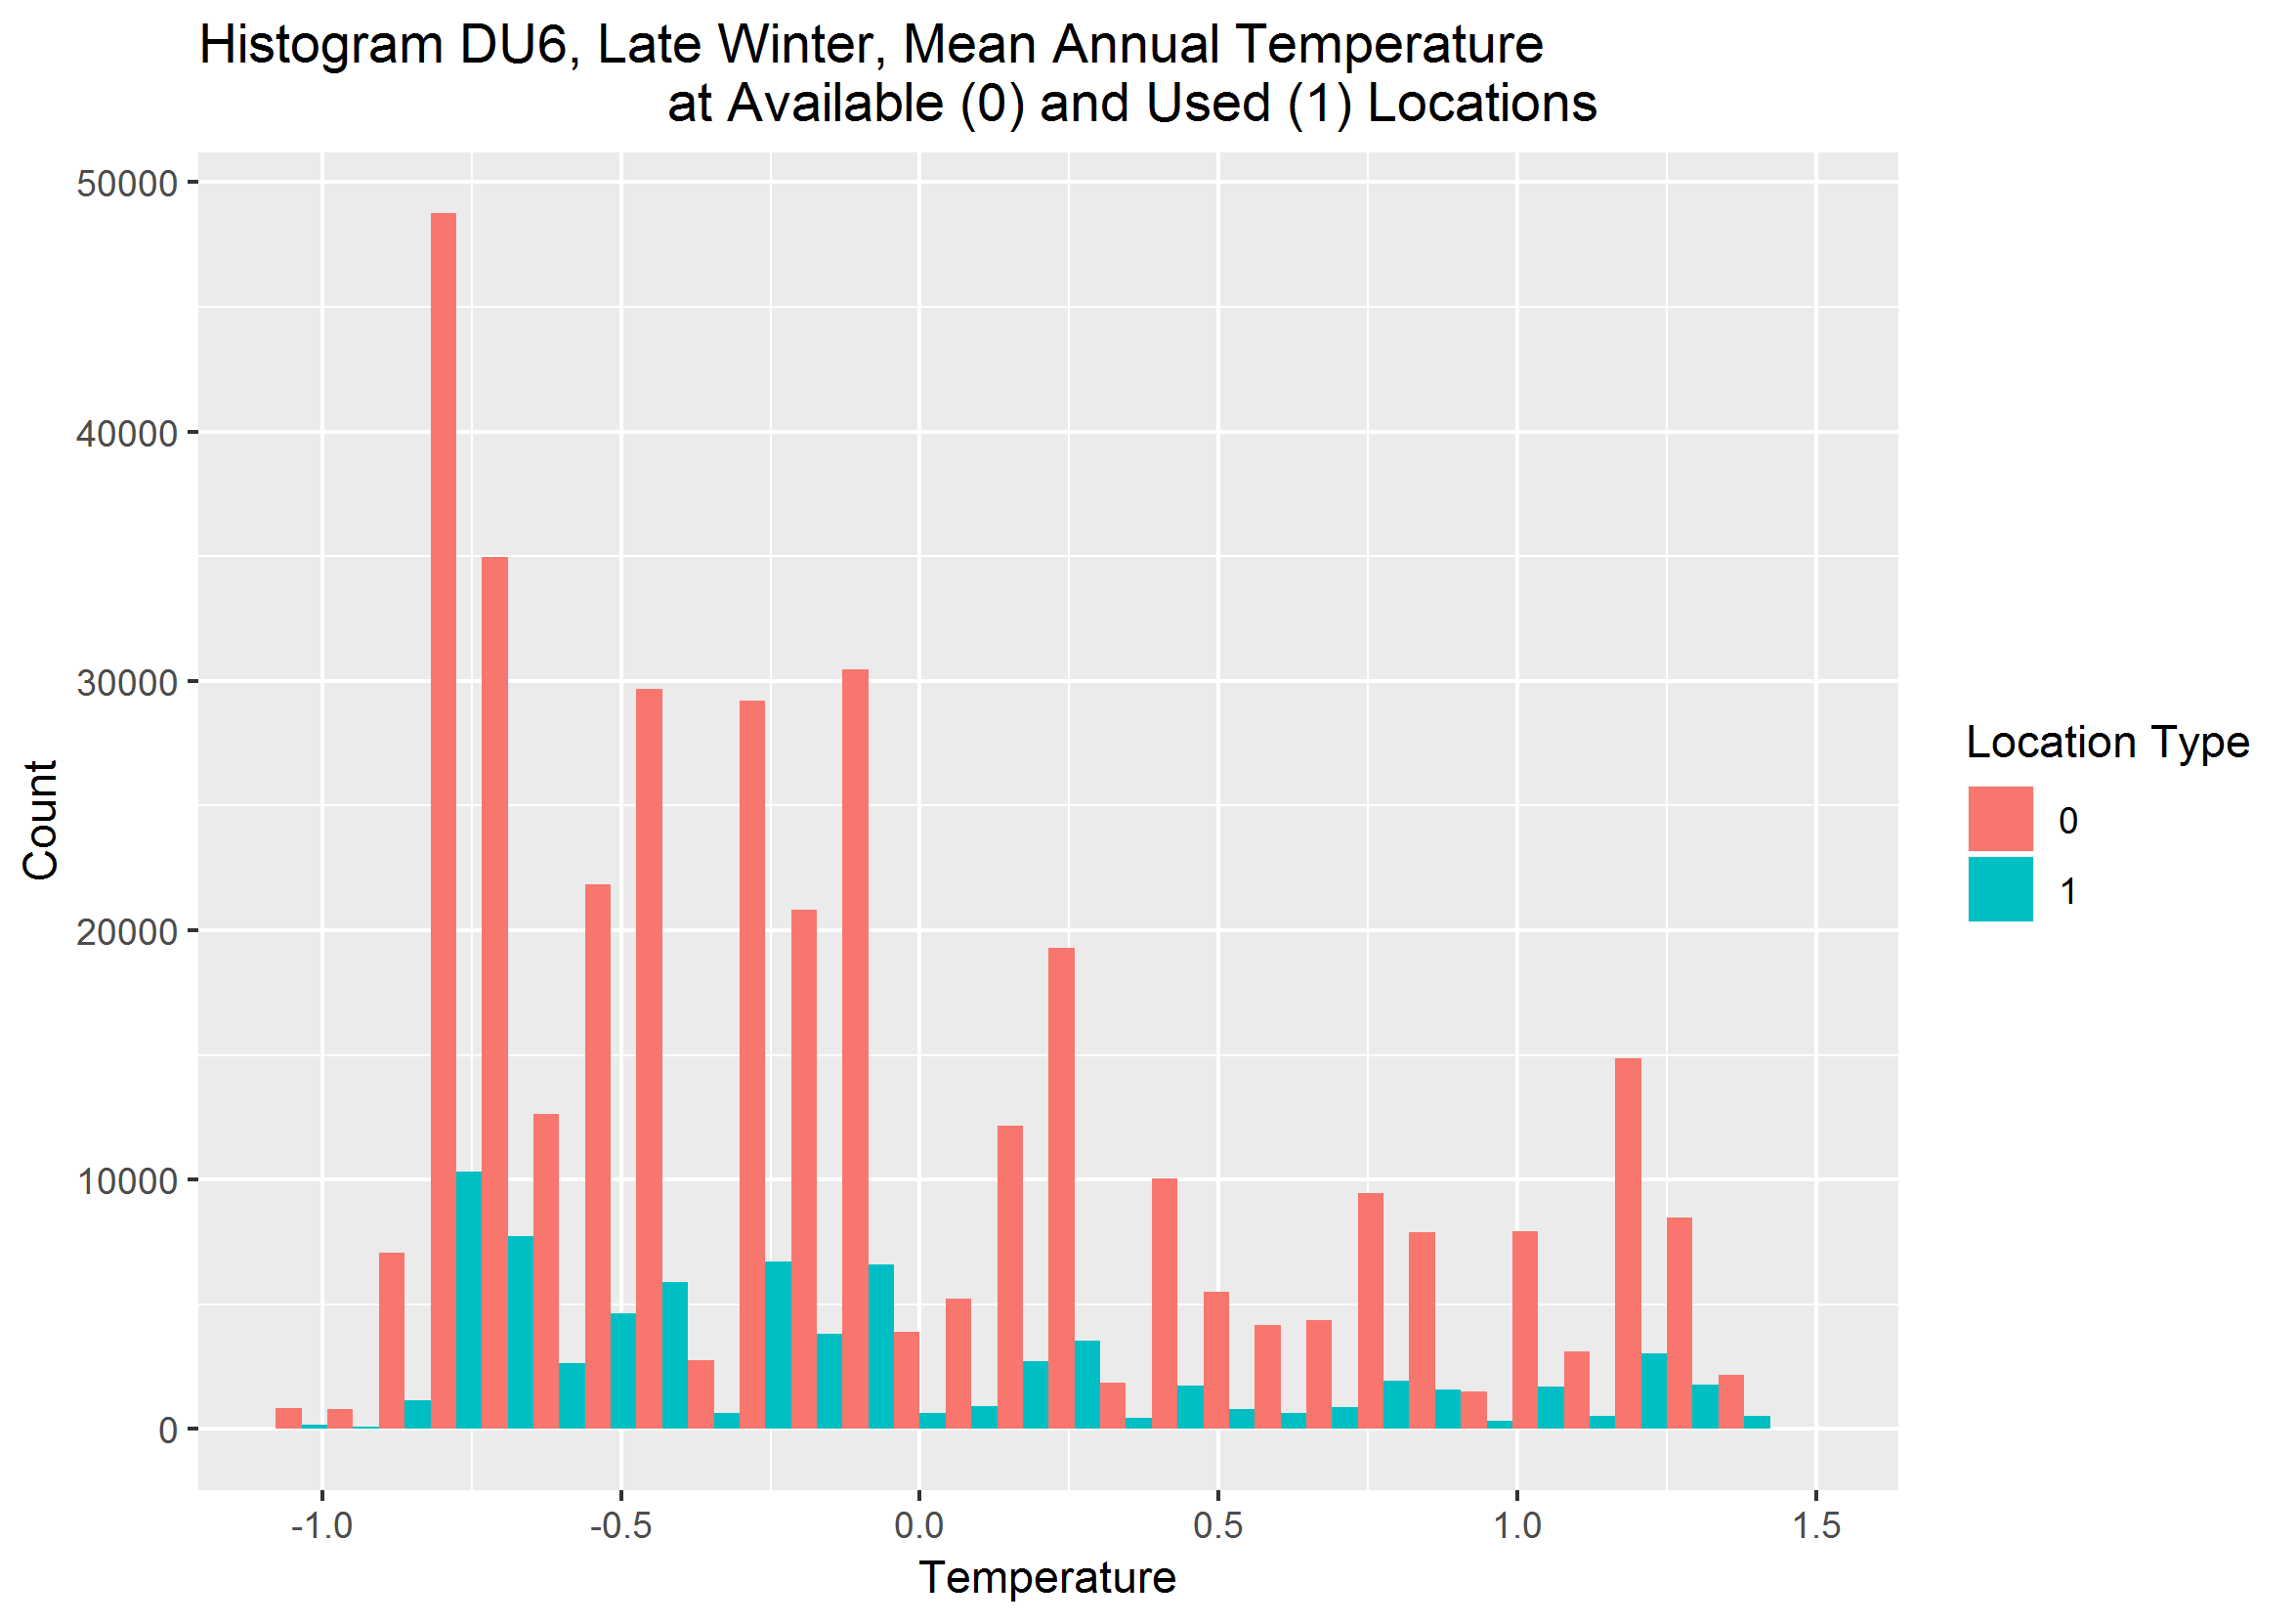 Histogram DU6, Late Winter, Mean Annual Temperature
at Available (0) and Used (1) Locations
50000
40000
30000
20000
10000
0
Count
-1.0
-0.5
0.0
0.5
1.0
1.5
Temperature
Location Type
0
1